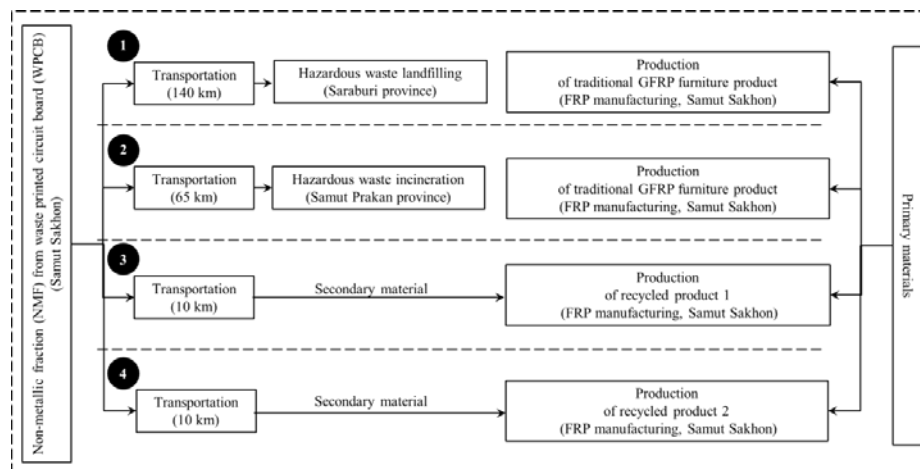 Non-metallic fraction (NMF) from waste printed circuit board (WPCB)
(Samut Sakhon)
1
Transportation
(140 km)
Hazardous waste landfilling
(Saraburi province)
Production
of traditional GFRP furniture product
(FRP manufacturing, Samut Sakhon)
2
Transportation
(65 km)
Hazardous waste incineration
(Samut Prakan province)
Production
of traditional GFRP furniture product
(FRP manufacturing, Samut Sakhon)
3
Transportation
(10 km)
Secondary material
Production
of recycled product 1
(FRP manufacturing, Samut Sakhon)
4
Transportation
(10 km)
Secondary material
Production
of recycled product 2
(FRP manufacturing, Samut Sakhon)
Primary materials